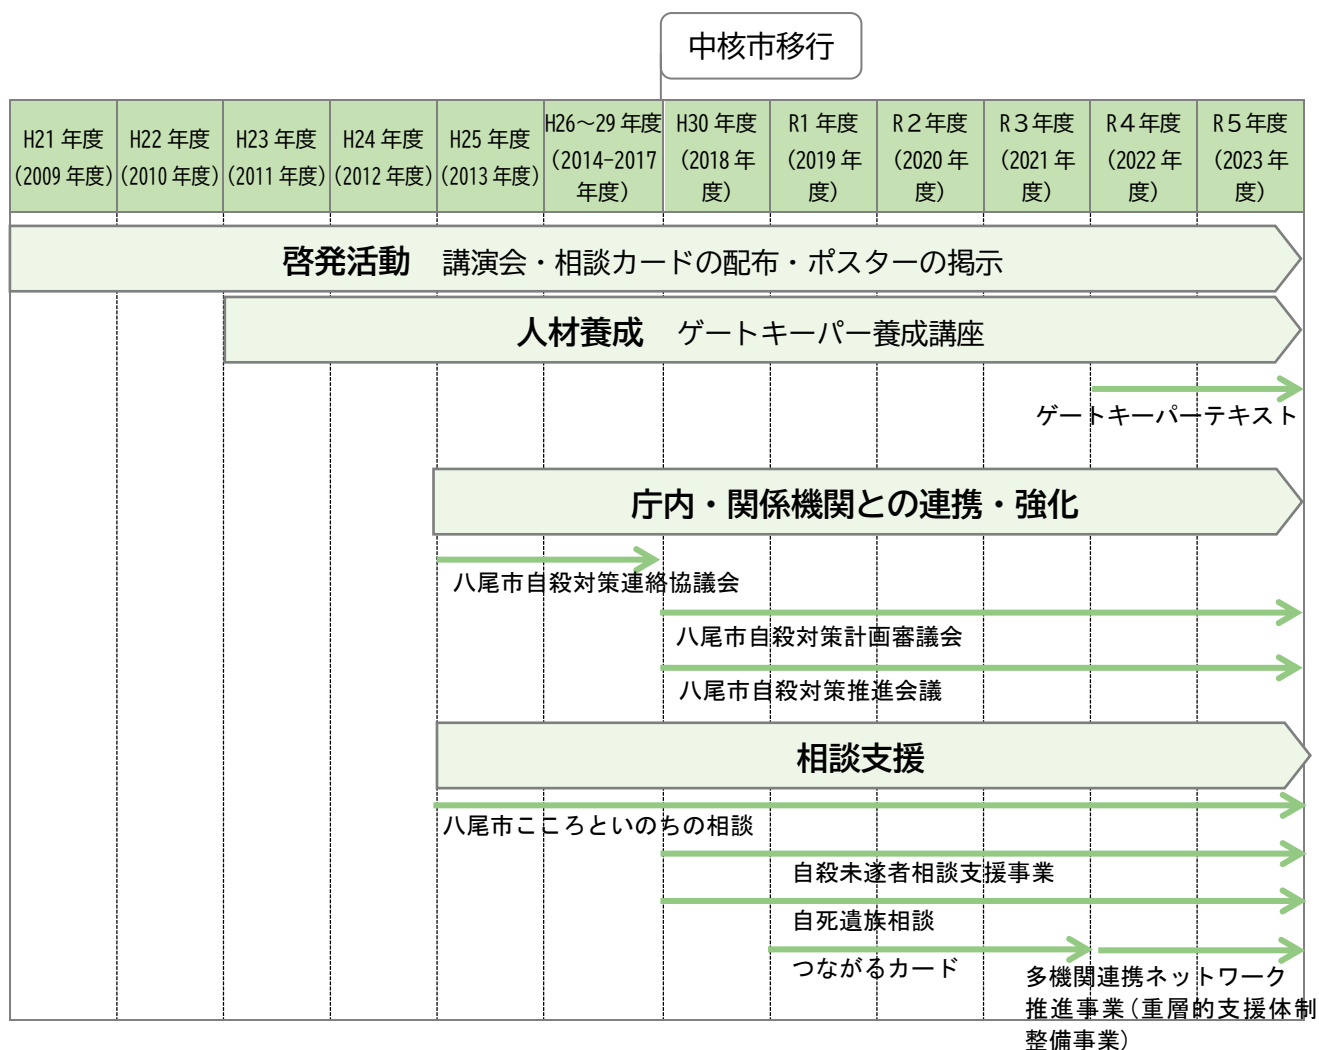 中核市移行
H21 年度
(2009 年度)
H22 年度
(2010 年度)
H23 年度
(2011 年度)
H24 年度
(2012 年度)
H25 年度
(2013 年度)
H26～29 年度
(2014-2017
年度)
H30 年度
(2018 年
度)
R1 年度
(2019 年
度)
R２年度
(2020 年
度)
R３年度
(2021 年
度)
R４年度
(2022 年
度)
R５年度
(2023 年
度)
啓発活動　講演会・相談カードの配布・ポスターの掲示
人材養成　ゲートキーパー養成講座
ゲートキーパーテキスト
庁内・関係機関との連携・強化
八尾市自殺対策連絡協議会
八尾市自殺対策計画審議会
八尾市自殺対策推進会議
相談支援
八尾市こころといのちの相談
自殺未遂者相談支援事業
自死遺族相談
つながるカード
多機関連携ネットワーク
推進事業（重層的支援体制
整備事業）